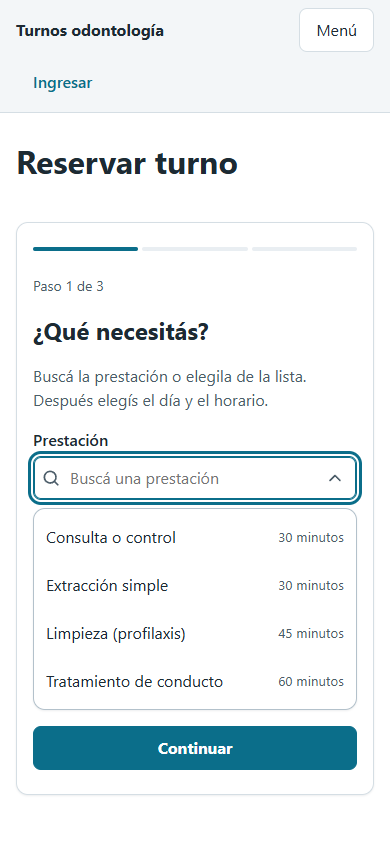 Turnos odontología
Menú
Ingresar
Reservar turno
Paso 1 de 3
¿Qué necesitás?
Buscá la prestación o elegila de la lista.
Después elegís el día y el horario.
Prestación
Buscá una prestación
Consulta o control 30 minutos
Extracción simple 30 minutos
Limpieza (profilaxis) 45 minutos
Tratamiento de conducto 60 minutos
Continuar